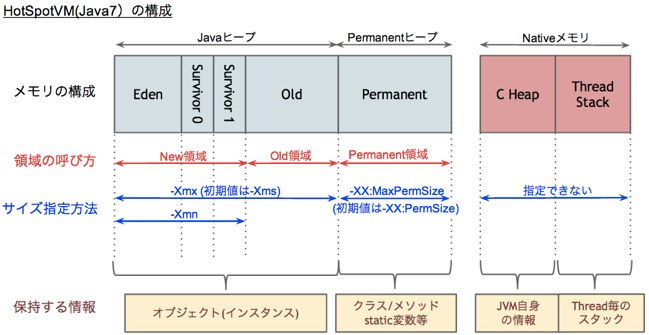 HotSpotVM(Java7）の構成
Javaヒープ
Permanentヒープ
Nativeメモリ
メモリの構成
Eden
Survivor 0
Survivor 1
Old
Permanent
C Heap
Thread
Stack
領域の呼び方
New領域
Old領域
Permanent領域
サイズ指定方法
-Xmx (初期値は-Xms)
-XX:MaxPermSize
(初期値は-XX:PermSize)
指定できない
-Xmn
保持する情報
オブジェクト(インスタンス)
クラス/メソッド
static変数等
JVM自身
の情報
Thread毎の
スタック